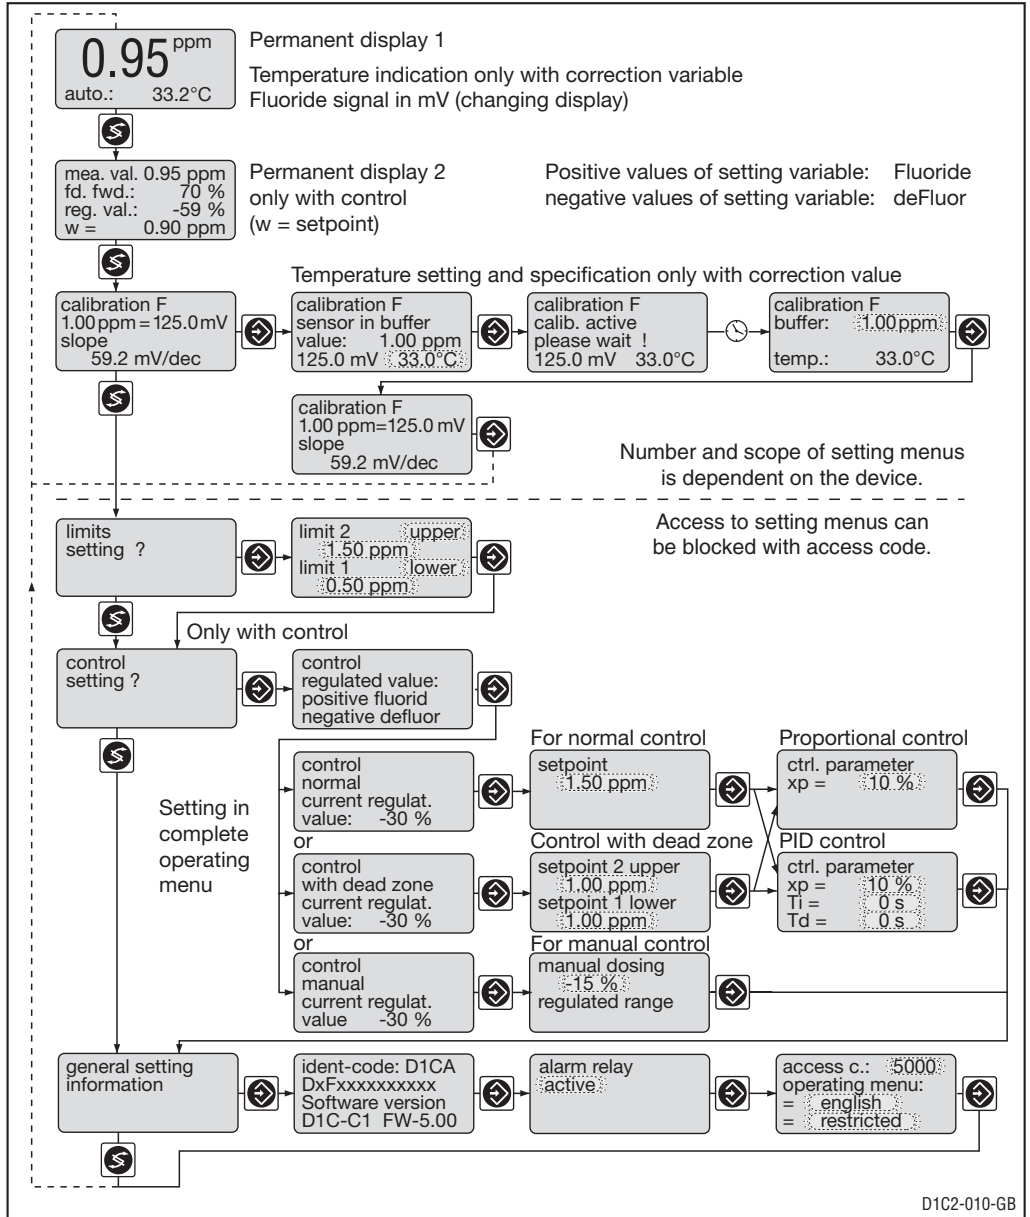 0.95 ppm
auto.: 33.2°C
Permanent display 1
Temperature indication only with correction variable
Fluoride signal in mV (changing display)
mea. val. 0.95 ppm
fd. fwd.: 70 %
reg. val.: -59 %
w = 0.90 ppm
Permanent display 2
only with control
(w = setpoint)
Positive values of setting variable: Fluoride
negative values of setting variable: deFluor
Temperature setting and specification only with correction value
calibration F
1.00 ppm = 125.0 mV
slope
59.2 mV/dec
calibration F
sensor in buffer
value: 1.00 ppm
125.0 mV 33.0°C
calibration F
calib. active
please wait !
125.0 mV 33.0°C
calibration F
buffer: 1.00 ppm
temp.: 33.0°C
calibration F
1.00 ppm=125.0 mV
slope
59.2 mV/dec
Number and scope of setting menus
is dependent on the device.
Access to setting menus can
be blocked with access code.
limits
setting ?
limit 2 upper
1.50 ppm
limit 1 lower
0.50 ppm
Only with control
control
setting ?
control
regulated value:
positive fluorid
negative defluor
Setting in
complete
operating
menu
control
normal
current regulat.
value: -30 %
For normal control
setpoint
1.50 ppm
Proportional control
ctrl. parameter
xp = 10 %
or
control
with dead zone
current regulat.
value: -30 %
Control with dead zone
setpoint 2 upper
1.00 ppm
setpoint 1 lower
1.00 ppm
PID control
ctrl. parameter
xp = 10 %
Ti = 0 s
Td = 0 s
or
control
manual
current regulat.
value -30 %
For manual control
manual dosing
-15 %
regulated range
general setting
information
ident-code: D1CA
DxFxxxxxxxxxx
Software version
D1C-C1 FW-5.00
alarm relay
active
access c.: 5000
operating menu:
= english
= restricted
D1C2-010-GB